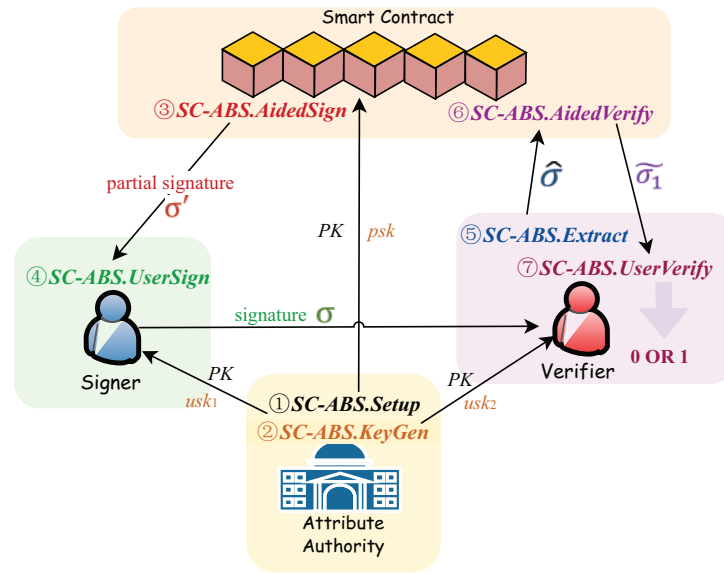 Smart Contract
③SC-ABS.AidedSign
⑥SC-ABS.AidedVerify
partial signature
σ′
σ̂
σ̃₁
PK psk
⑤SC-ABS.Extract
④SC-ABS.UserSign
⑦SC-ABS.UserVerify
signature σ
0 OR 1
Signer
Verifier
PK
usk₁
PK
usk₂
①SC-ABS.Setup
②SC-ABS.KeyGen
Attribute
Authority